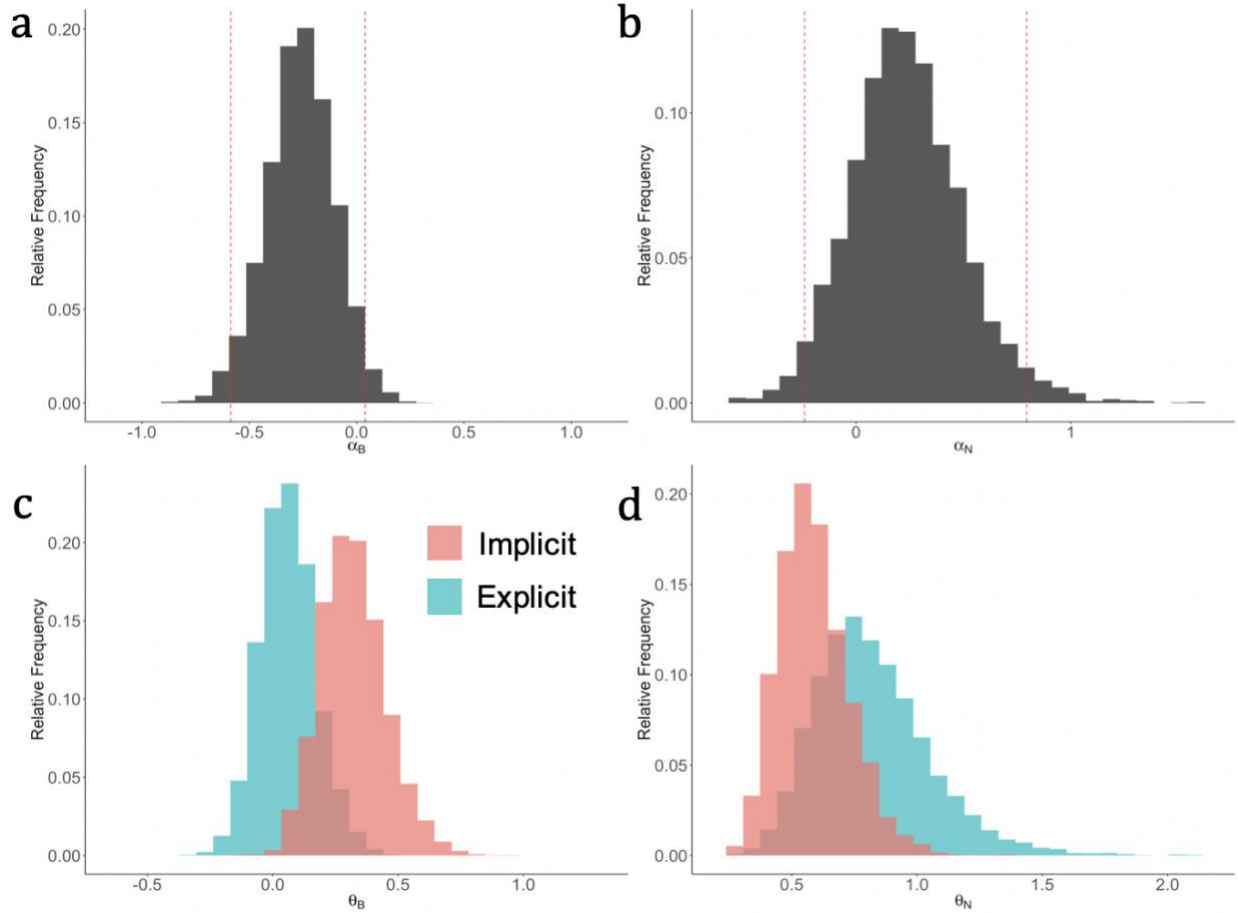 a
Relative Frequency
0.20
0.15
0.10
0.05
0.00
-1.0 -0.5 0.0 0.5 1.0
αB
b
Relative Frequency
0.10
0.05
0.00
0 1
αN
c
Relative Frequency
0.20
0.15
0.10
0.05
0.00
-0.5 0.0 0.5 1.0
θB
Implicit
Explicit
d
Relative Frequency
0.20
0.15
0.10
0.05
0.00
0.5 1.0 1.5 2.0
θN